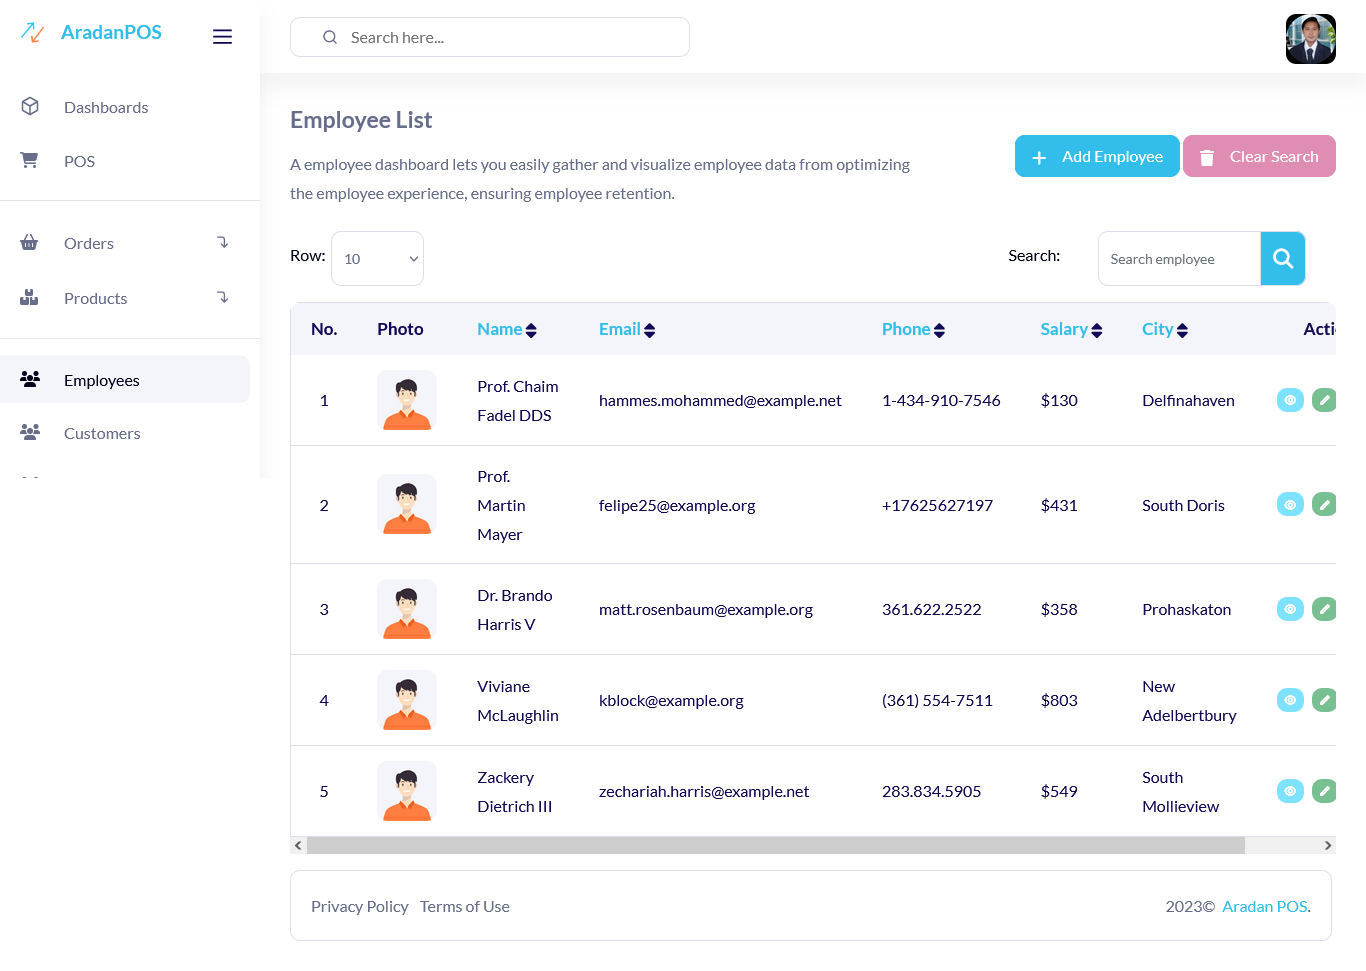 AradanPOS
Search here...
Dashboards
POS
Orders
Products
Employees
Customers
Employee List
A employee dashboard lets you easily gather and visualize employee data from optimizing
the employee experience, ensuring employee retention.
Add Employee
Clear Search
Row:
10
Search:
Search employee
No. Photo Name Email Phone Salary City Actio
1 Prof. Chaim Fadel DDS hammes.mohammed@example.net 1-434-910-7546 $130 Delfinahaven
2 Prof. Martin Mayer felipe25@example.org +17625627197 $431 South Doris
3 Dr. Brando Harris V matt.rosenbaum@example.org 361.622.2522 $358 Prohaskaton
4 Viviane McLaughlin kblock@example.org (361) 554-7511 $803 New Adelbertbury
5 Zackery Dietrich III zechariah.harris@example.net 283.834.5905 $549 South Mollieview
Privacy Policy Terms of Use
2023© Aradan POS.